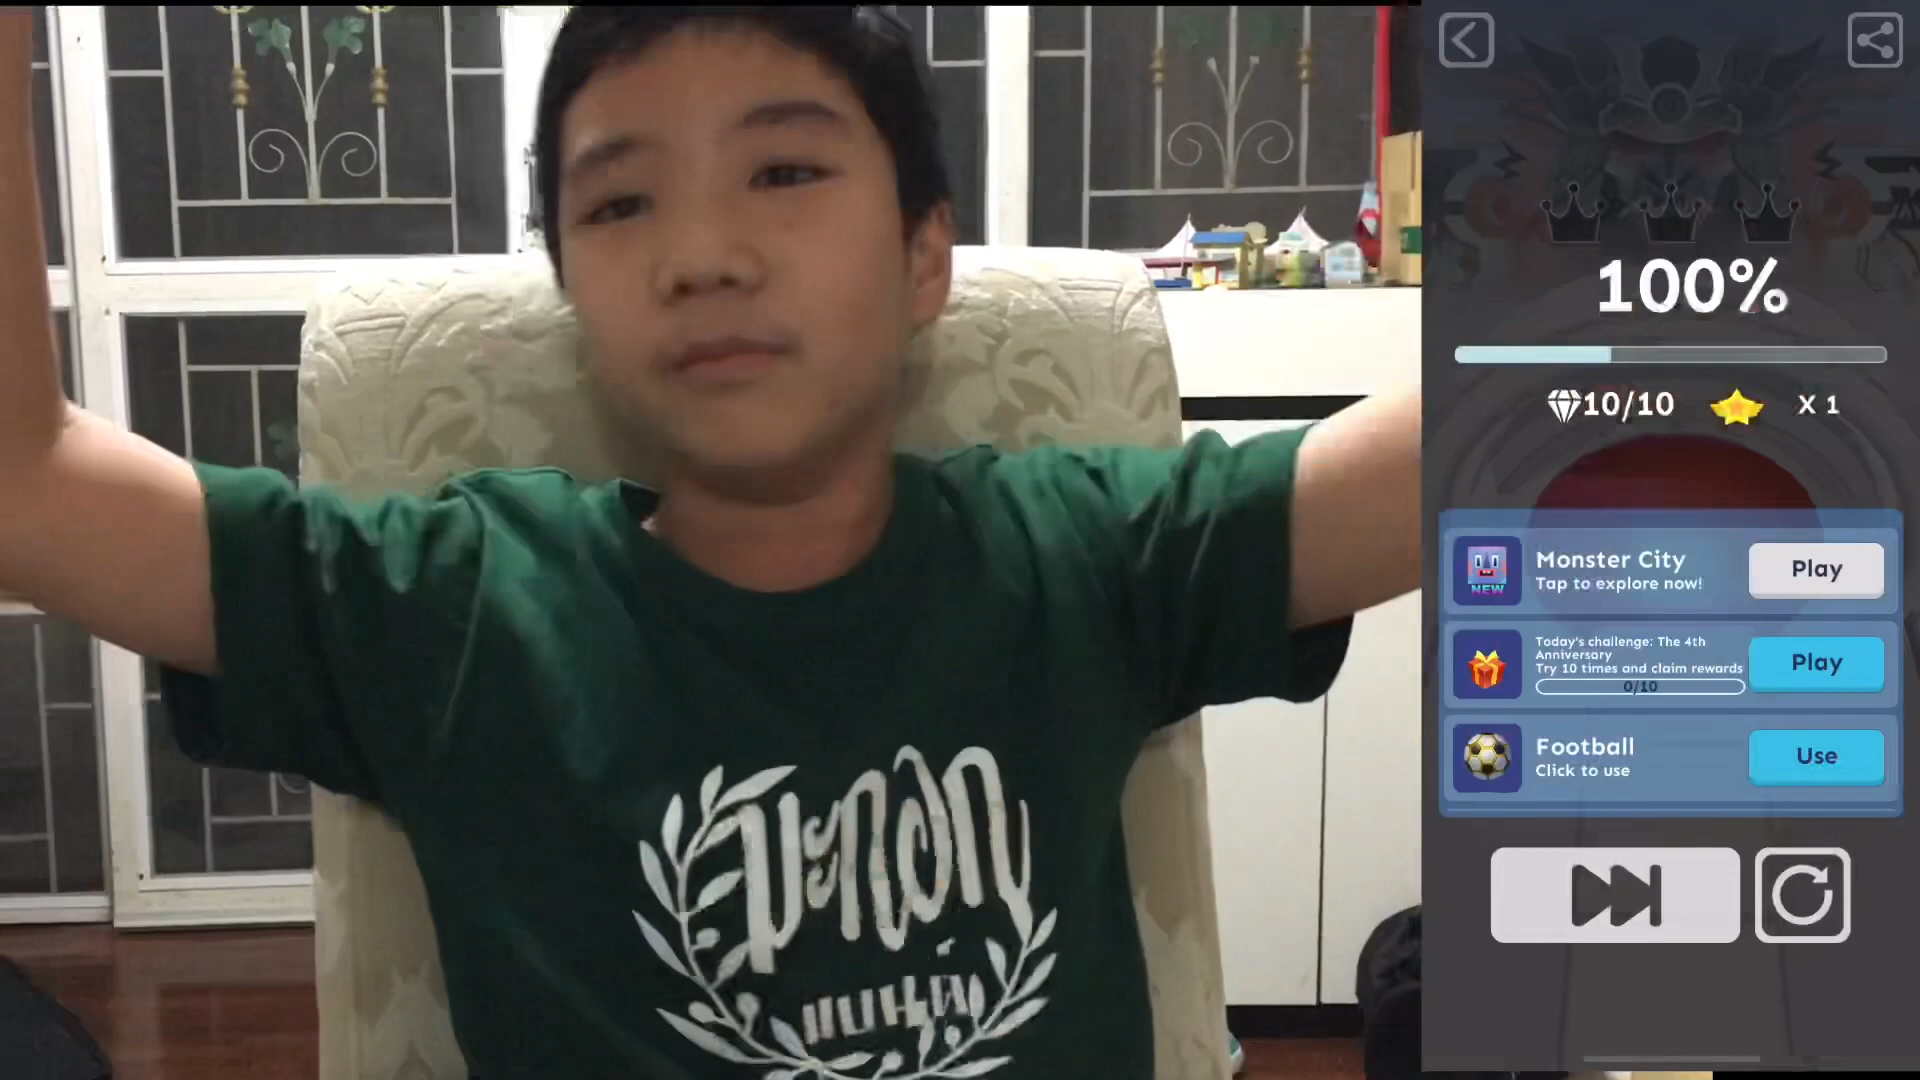 100%
10/10
X 1
Monster City
Tap to explore now!
Play
NEW
Today's challenge: The 4th
Anniversary
Try 10 times and claim rewards
0/10
Play
Football
Click to use
Use